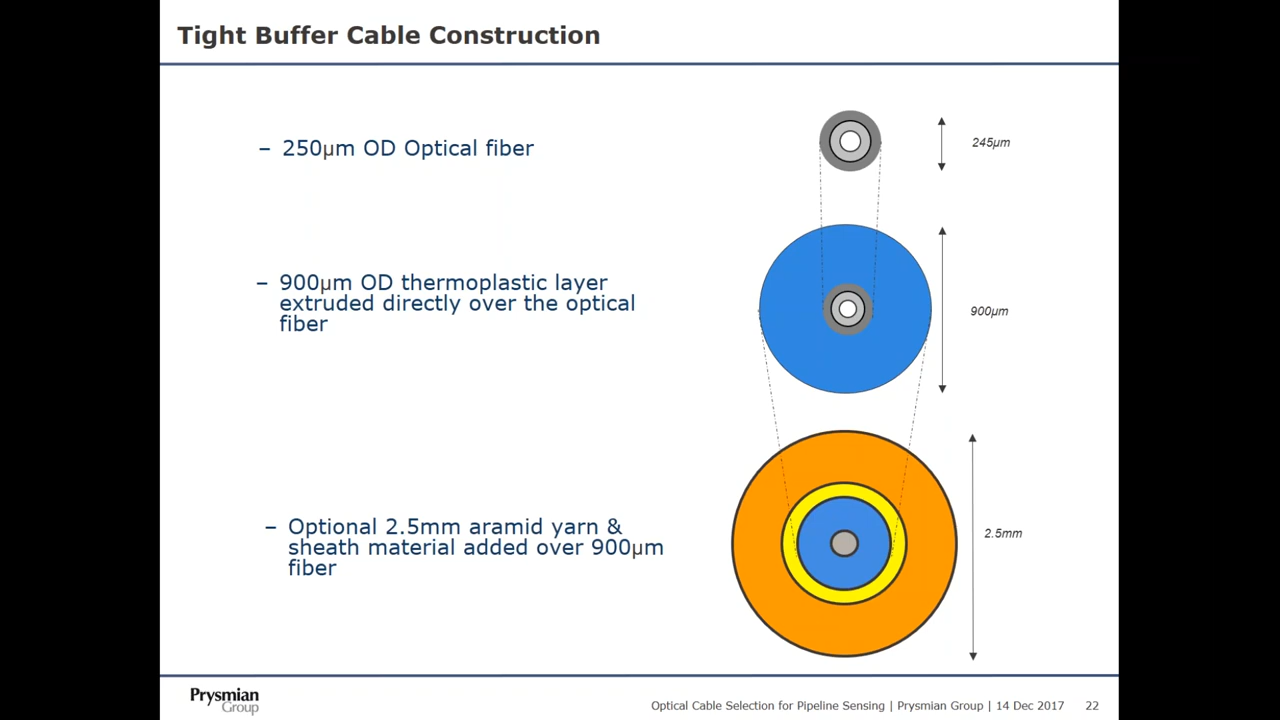 Tight Buffer Cable Construction
– 250µm OD Optical fiber
245µm
– 900µm OD thermoplastic layer
extruded directly over the optical
fiber
900µm
– Optional 2.5mm aramid yarn &
sheath material added over 900µm
fiber
2.5mm
Prysmian
Group
Optical Cable Selection for Pipeline Sensing | Prysmian Group | 14 Dec 2017 22